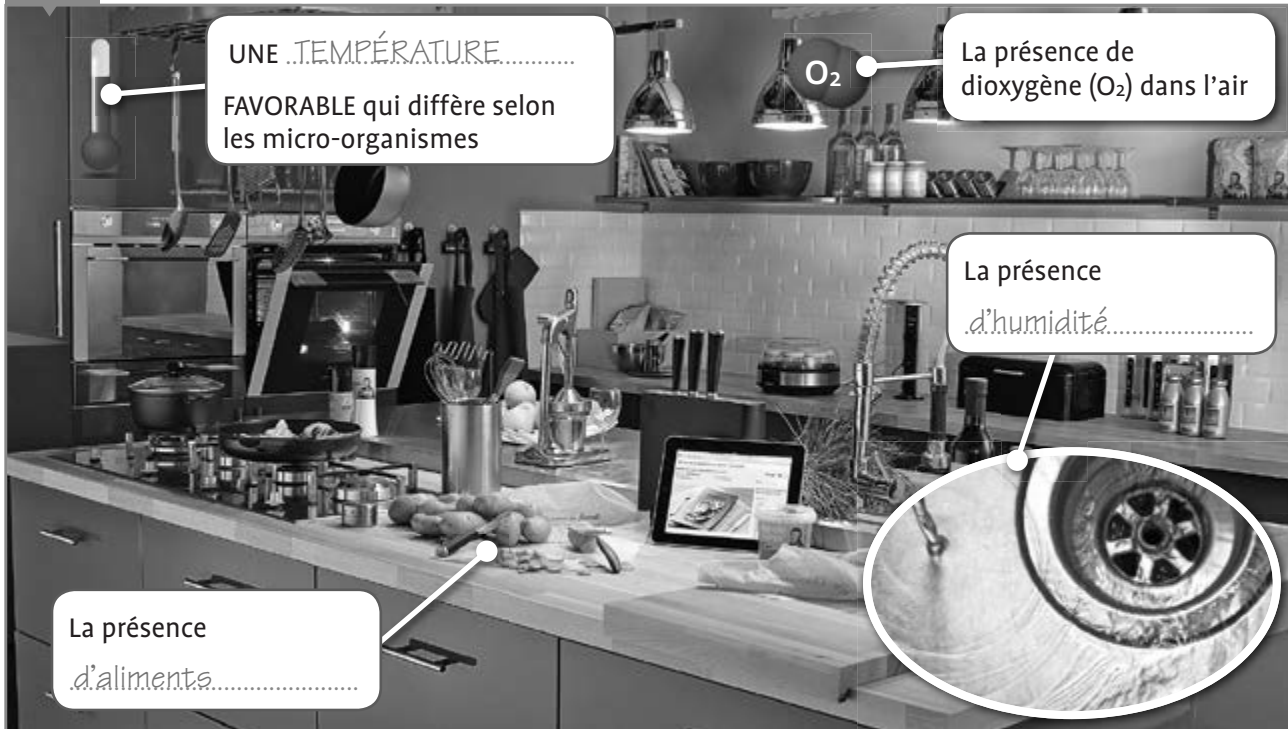 UNE TEMPÉRATURE
FAVORABLE qui diffère selon
les micro-organismes
O₂
La présence de
dioxygène (O₂) dans l'air
La présence
d'humidité
La présence
d'aliments